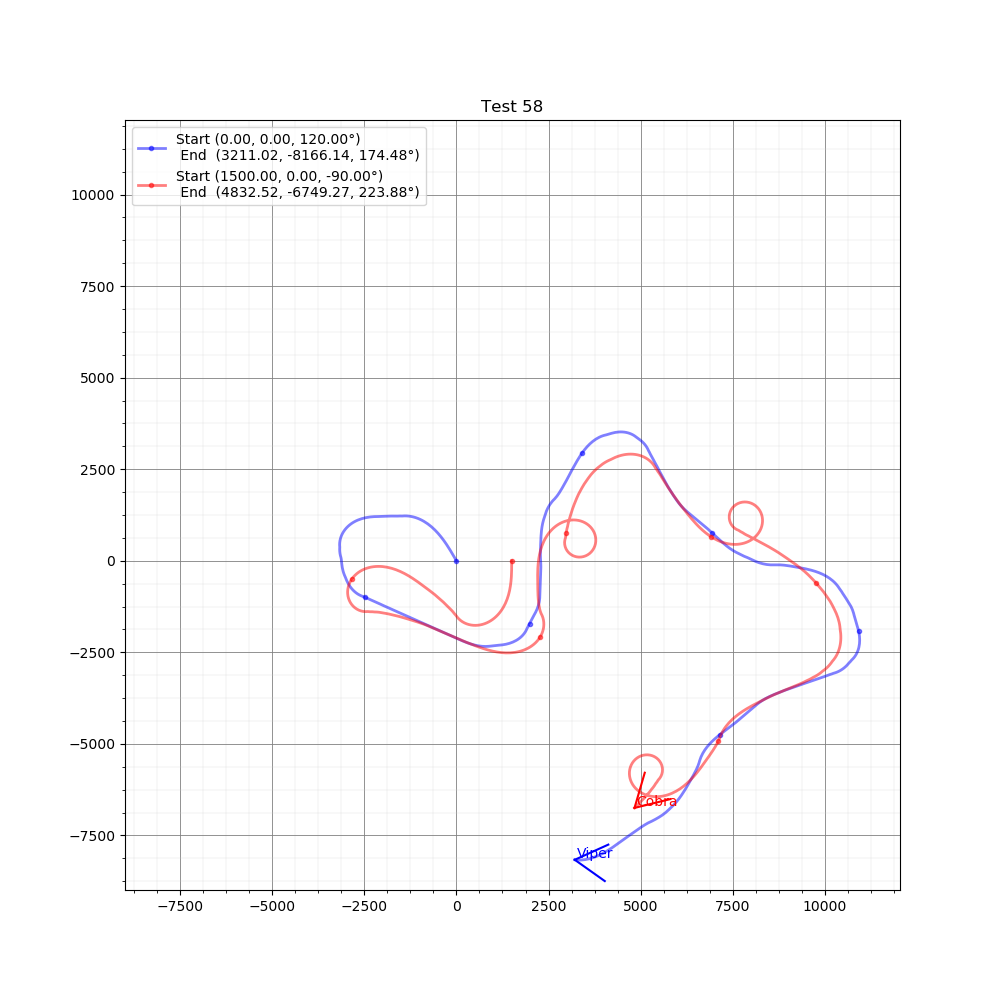 Test 58
Start (0.00, 0.00, 120.00°)
End (3211.02, -8166.14, 174.48°)
Start (1500.00, 0.00, -90.00°)
End (4832.52, -6749.27, 223.88°)
10000
7500
5000
2500
0
−2500
−5000
−7500
Cobra
Viper
−7500 −5000 −2500 0 2500 5000 7500 10000